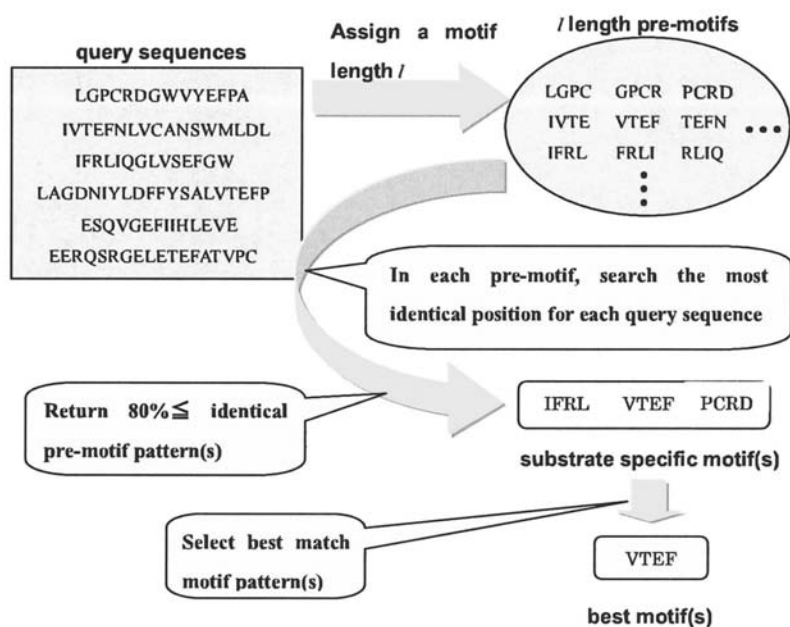 query sequences
LGPCRDGWVYEFPA
IVTEFNLVCANSWMLDL
IFRLIQGLVSEFGW
LAGDNIYLDFFYSALVTEFP
ESQVGEFIIHLEVE
EERQSRGELETEFATVPC
Assign a motif
length l
l length pre-motifs
LGPC GPCR PCRD
IVTE VTEF TEFN
IFRL FRLI RLIQ
In each pre-motif, search the most
identical position for each query sequence
Return 80%≦ identical
pre-motif pattern(s)
IFRL VTEF PCRD
substrate specific motif(s)
Select best match
motif pattern(s)
VTEF
best motif(s)